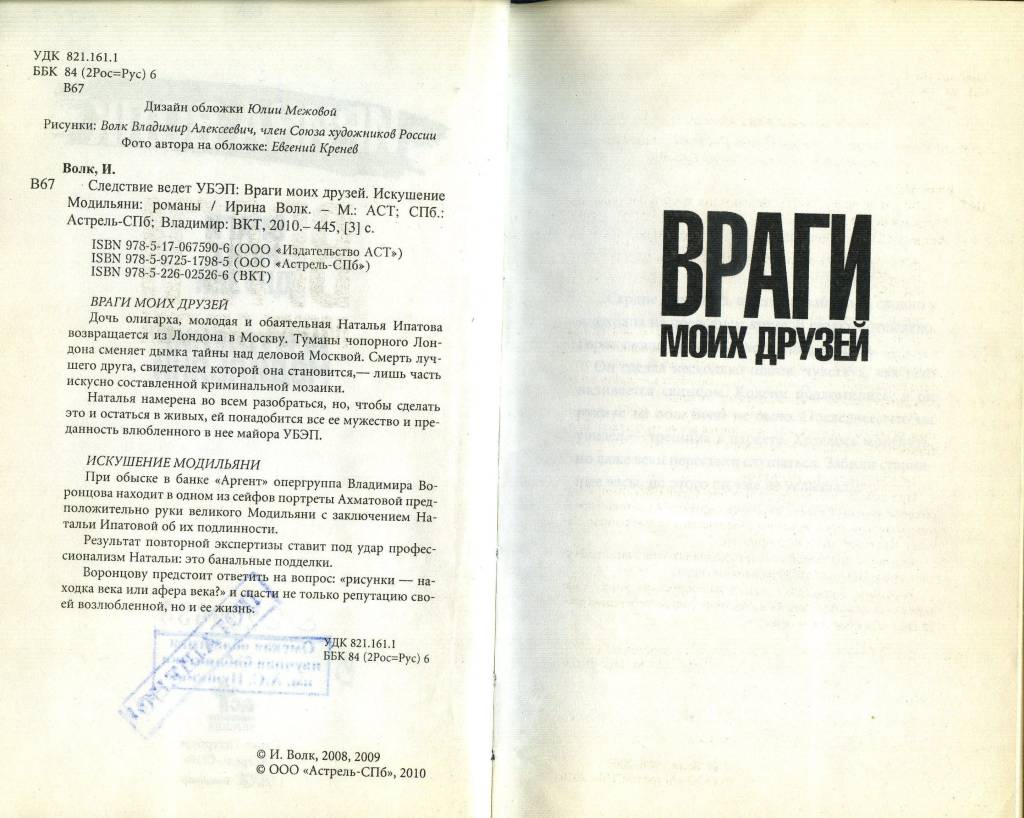 УДК 821.161.1
ББК 84 (2Рос=Рус) 6
В67
Дизайн обложки Юлии Межовой
Рисунки: Волк Владимир Алексеевич, член Союза художников России
Фото автора на обложке: Евгений Кренев
Волк, И.
В67 Следствие ведет УБЭП: Враги моих друзей. Искушение
Модильяни: романы / Ирина Волк. – М.: АСТ; СПб.:
Астрель-СПб; Владимир: ВКТ, 2010.– 445, [3] с.
ISBN 978-5-17-067590-6 (ООО «Издательство АСТ»)
ISBN 978-5-9725-1798-5 (ООО «Астрель-СПб»)
ISBN 978-5-226-02526-6 (ВКТ)
ВРАГИ МОИХ ДРУЗЕЙ
Дочь олигарха, молодая и обаятельная Наталья Ипатова
возвращается из Лондона в Москву. Туманы чопорного Лон-
дона сменяет дымка тайны над деловой Москвой. Смерть луч-
шего друга, свидетелем которой она становится,— лишь часть
искусно составленной криминальной мозаики.
Наталья намерена во всем разобраться, но, чтобы сделать
это и остаться в живых, ей понадобится все ее мужество и пре-
данность влюбленного в нее майора УБЭП.
ИСКУШЕНИЕ МОДИЛЬЯНИ
При обыске в банке «Аргент» опергруппа Владимира Во-
ронцова находит в одном из сейфов портреты Ахматовой пред-
положительно руки великого Модильяни с заключением На-
тальи Ипатовой об их подлинности.
Результат повторной экспертизы ставит под удар профес-
сионализм Натальи: это банальные подделки.
Воронцову предстоит ответить на вопрос: «рисунки — на-
ходка века или афера века?» и спасти не только репутацию сво-
ей возлюбленной, но и ее жизнь.
УДК 821.161.1
ББК 84 (2Рос=Рус) 6
© И. Волк, 2008, 2009
© ООО «Астрель-СПб», 2010
ВРАГИ
МОИХ ДРУЗЕЙ